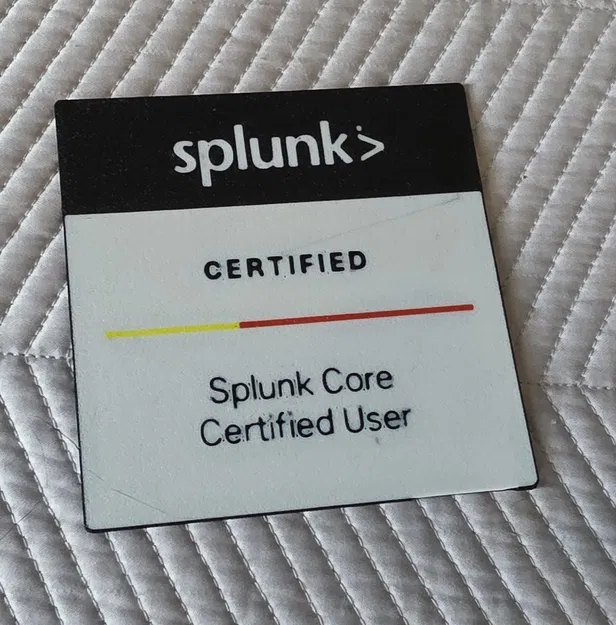 splunk>
CERTIFIED
Splunk Core
Certified User